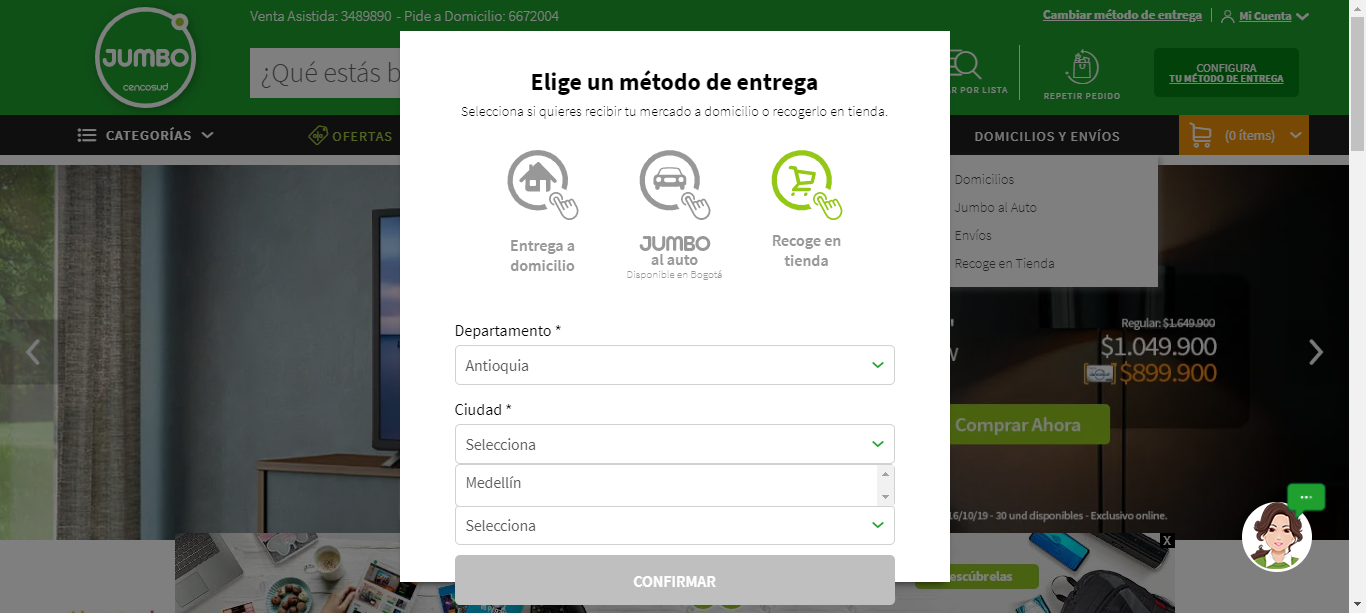 Venta Asistida: 3489890 - Pide a Domicilio: 6672004
Cambiar método de entrega
Mi Cuenta
JUMBO
cencosud
¿Qué estás b
R POR LISTA
REPETIR PEDIDO
CONFIGURA
TU MÉTODO DE ENTREGA
CATEGORÍAS
OFERTAS
DOMICILIOS Y ENVÍOS
(0 ítems)
Domicilios
Jumbo al Auto
Envíos
Recoge en Tienda
Elige un método de entrega
Selecciona si quieres recibir tu mercado a domicilio o recogerlo en tienda.
Entrega a
domicilio
JUMBO
al auto
Disponible en Bogotá
Recoge en
tienda
Departamento *
Antioquia
Ciudad *
Selecciona
Medellín
Selecciona
CONFIRMAR
Regular: $1.649.900
$1.049.900
$899.900
Comprar Ahora
16/10/19 - 30 und disponibles - Exclusivo online.
X
escúbrelas